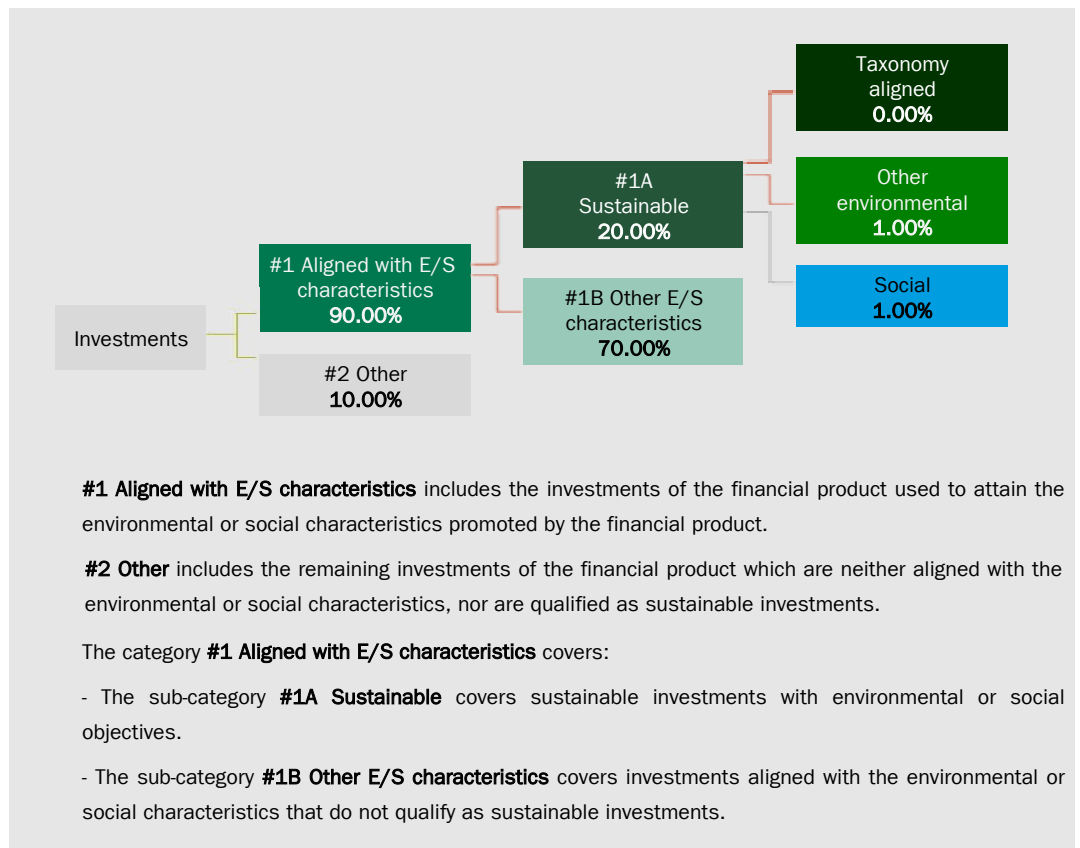 Taxonomy
aligned
0.00%
#1A
Sustainable
20.00%
Other
environmental
1.00%
#1 Aligned with E/S
characteristics
90.00%
Social
1.00%
#1B Other E/S
characteristics
70.00%
Investments
#2 Other
10.00%
#1 Aligned with E/S characteristics includes the investments of the financial product used to attain the
environmental or social characteristics promoted by the financial product.
#2 Other includes the remaining investments of the financial product which are neither aligned with the
environmental or social characteristics, nor are qualified as sustainable investments.
The category #1 Aligned with E/S characteristics covers:
- The sub-category #1A Sustainable covers sustainable investments with environmental or social
objectives.
- The sub-category #1B Other E/S characteristics covers investments aligned with the environmental or
social characteristics that do not qualify as sustainable investments.